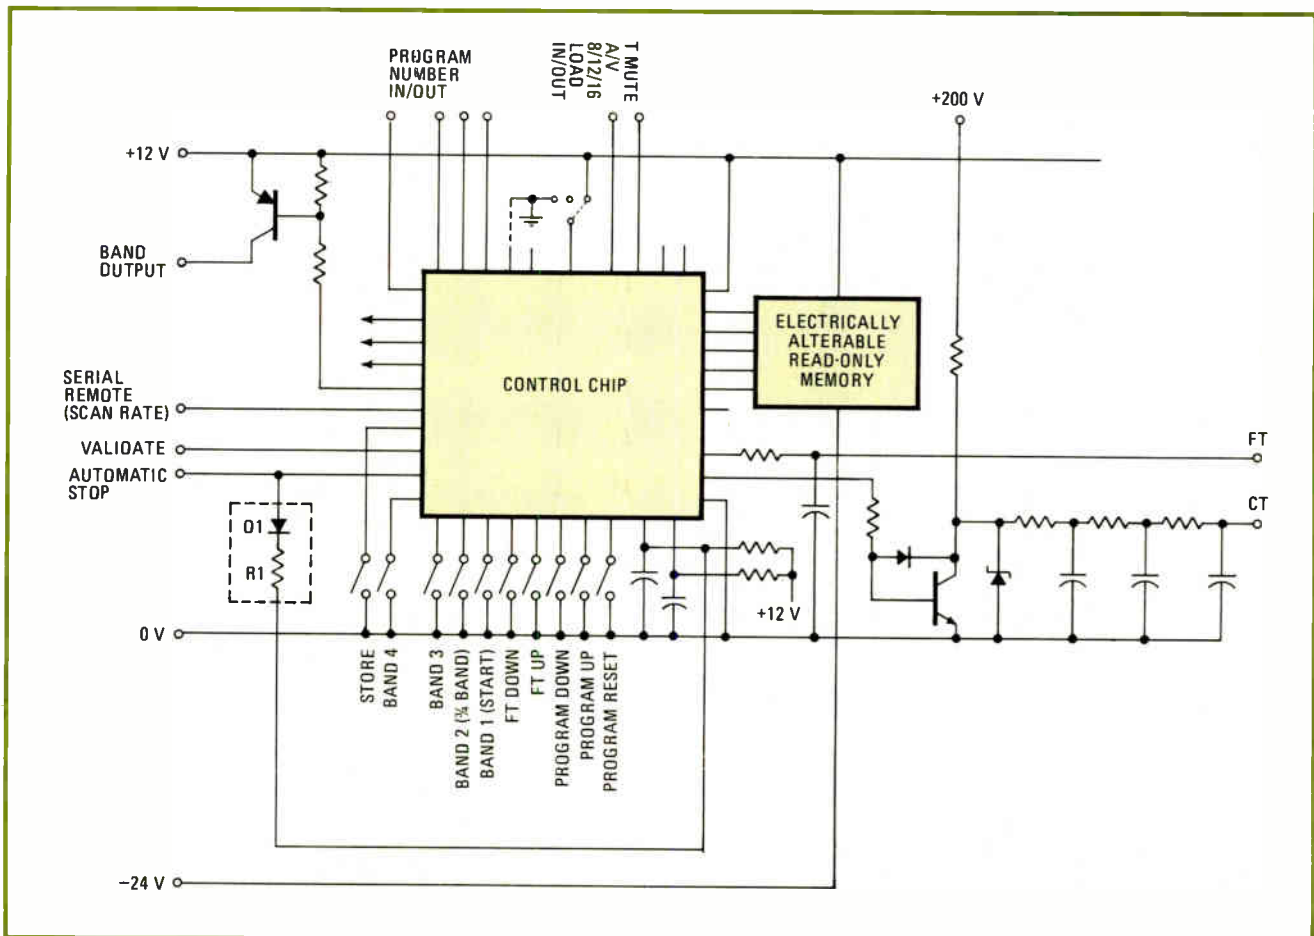 PROGRAM
NUMBER
IN/OUT
T MUTE
A/V
8/12/16
LOAD
IN/OUT
+200 V
+12 V
BAND
OUTPUT
ELECTRICALLY
ALTERABLE
READ-ONLY
MEMORY
CONTROL CHIP
SERIAL
REMOTE
(SCAN RATE)
VALIDATE
AUTOMATIC
STOP
FT
CT
D1
R1
+12 V
0 V
STORE
BAND 4
BAND 3
BAND 2 (¾ BAND)
BAND 1 (START)
FT DOWN
FT UP
PROGRAM DOWN
PROGRAM UP
PROGRAM RESET
−24 V